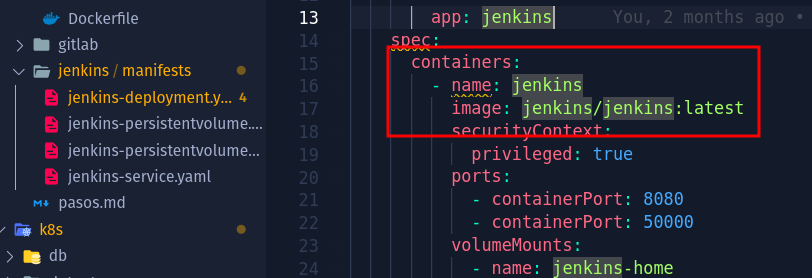 Dockerfile
gitlab
jenkins / manifests
jenkins-deployment.y... 4
jenkins-persistentvolume....
jenkins-persistentvolume...
jenkins-service.yaml
pasos.md
k8s
db
13 app: jenkins You, 2 months ago •
14 spec:
15 containers:
16 - name: jenkins
17 image: jenkins/jenkins:latest
18 securityContext:
19 privileged: true
20 ports:
21 - containerPort: 8080
22 - containerPort: 50000
23 volumeMounts:
24 - name: jenkins-home